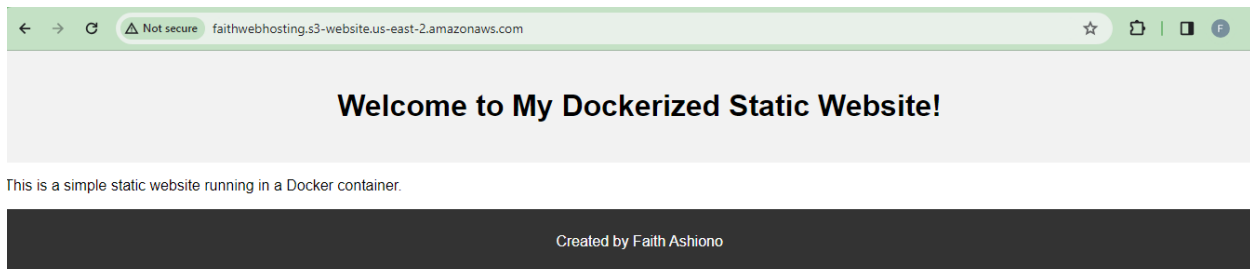 Not secure faithwebhosting.s3-website.us-east-2.amazonaws.com F
Welcome to My Dockerized Static Website!
This is a simple static website running in a Docker container.
Created by Faith Ashiono